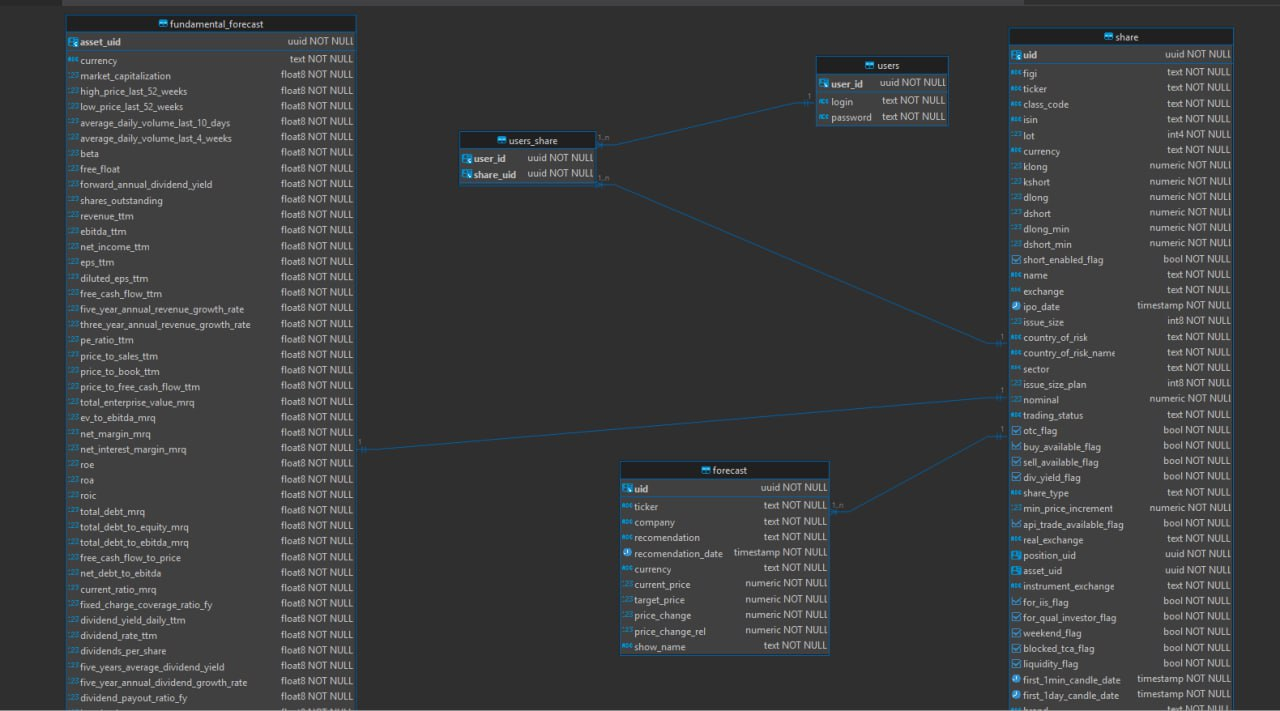 fundamental_forecast
asset_uid uuid NOT NULL
currency text NOT NULL
market_capitalization float8 NOT NULL
high_price_last_52_weeks float8 NOT NULL
low_price_last_52_weeks float8 NOT NULL
average_daily_volume_last_10_days float8 NOT NULL
average_daily_volume_last_4_weeks float8 NOT NULL
beta float8 NOT NULL
free_float float8 NOT NULL
forward_annual_dividend_yield float8 NOT NULL
shares_outstanding float8 NOT NULL
revenue_ttm float8 NOT NULL
ebitda_ttm float8 NOT NULL
net_income_ttm float8 NOT NULL
eps_ttm float8 NOT NULL
diluted_eps_ttm float8 NOT NULL
free_cash_flow_ttm float8 NOT NULL
five_year_annual_revenue_growth_rate float8 NOT NULL
three_year_annual_revenue_growth_rate float8 NOT NULL
pe_ratio_ttm float8 NOT NULL
price_to_sales_ttm float8 NOT NULL
price_to_book_ttm float8 NOT NULL
price_to_free_cash_flow_ttm float8 NOT NULL
total_enterprise_value_mrq float8 NOT NULL
ev_to_ebitda_mrq float8 NOT NULL
net_margin_mrq float8 NOT NULL
net_interest_margin_mrq float8 NOT NULL
roe float8 NOT NULL
roa float8 NOT NULL
roic float8 NOT NULL
total_debt_mrq float8 NOT NULL
total_debt_to_equity_mrq float8 NOT NULL
total_debt_to_ebitda_mrq float8 NOT NULL
free_cash_flow_to_price float8 NOT NULL
net_debt_to_ebitda float8 NOT NULL
current_ratio_mrq float8 NOT NULL
fixed_charge_coverage_ratio_fy float8 NOT NULL
dividend_yield_daily_ttm float8 NOT NULL
dividend_rate_ttm float8 NOT NULL
dividends_per_share float8 NOT NULL
five_years_average_dividend_yield float8 NOT NULL
five_year_annual_dividend_growth_rate float8 NOT NULL
dividend_payout_ratio_fy float8 NOT NULL
users_share
user_id uuid NOT NULL
share_uid uuid NOT NULL
1..n
1..n
users
user_id uuid NOT NULL
login text NOT NULL
password text NOT NULL
1
forecast
uid uuid NOT NULL
ticker text NOT NULL
company text NOT NULL
recomendation text NOT NULL
recomendation_date timestamp NOT NULL
currency text NOT NULL
current_price numeric NOT NULL
target_price numeric NOT NULL
price_change numeric NOT NULL
price_change_rel numeric NOT NULL
show_name text NOT NULL
1..n
1
1
1
1
share
uid uuid NOT NULL
figi text NOT NULL
ticker text NOT NULL
class_code text NOT NULL
isin text NOT NULL
lot int4 NOT NULL
currency text NOT NULL
klong numeric NOT NULL
kshort numeric NOT NULL
dlong numeric NOT NULL
dshort numeric NOT NULL
dlong_min numeric NOT NULL
dshort_min numeric NOT NULL
short_enabled_flag bool NOT NULL
name text NOT NULL
exchange text NOT NULL
ipo_date timestamp NOT NULL
issue_size int8 NOT NULL
country_of_risk text NOT NULL
country_of_risk_name text NOT NULL
sector text NOT NULL
issue_size_plan int8 NOT NULL
nominal numeric NOT NULL
trading_status text NOT NULL
otc_flag bool NOT NULL
buy_available_flag bool NOT NULL
sell_available_flag bool NOT NULL
div_yield_flag bool NOT NULL
share_type text NOT NULL
min_price_increment numeric NOT NULL
api_trade_available_flag bool NOT NULL
real_exchange text NOT NULL
position_uid uuid NOT NULL
asset_uid uuid NOT NULL
instrument_exchange text NOT NULL
for_iis_flag bool NOT NULL
for_qual_investor_flag bool NOT NULL
weekend_flag bool NOT NULL
blocked_tca_flag bool NOT NULL
liquidity_flag bool NOT NULL
first_1min_candle_date timestamp NOT NULL
first_1day_candle_date timestamp NOT NULL